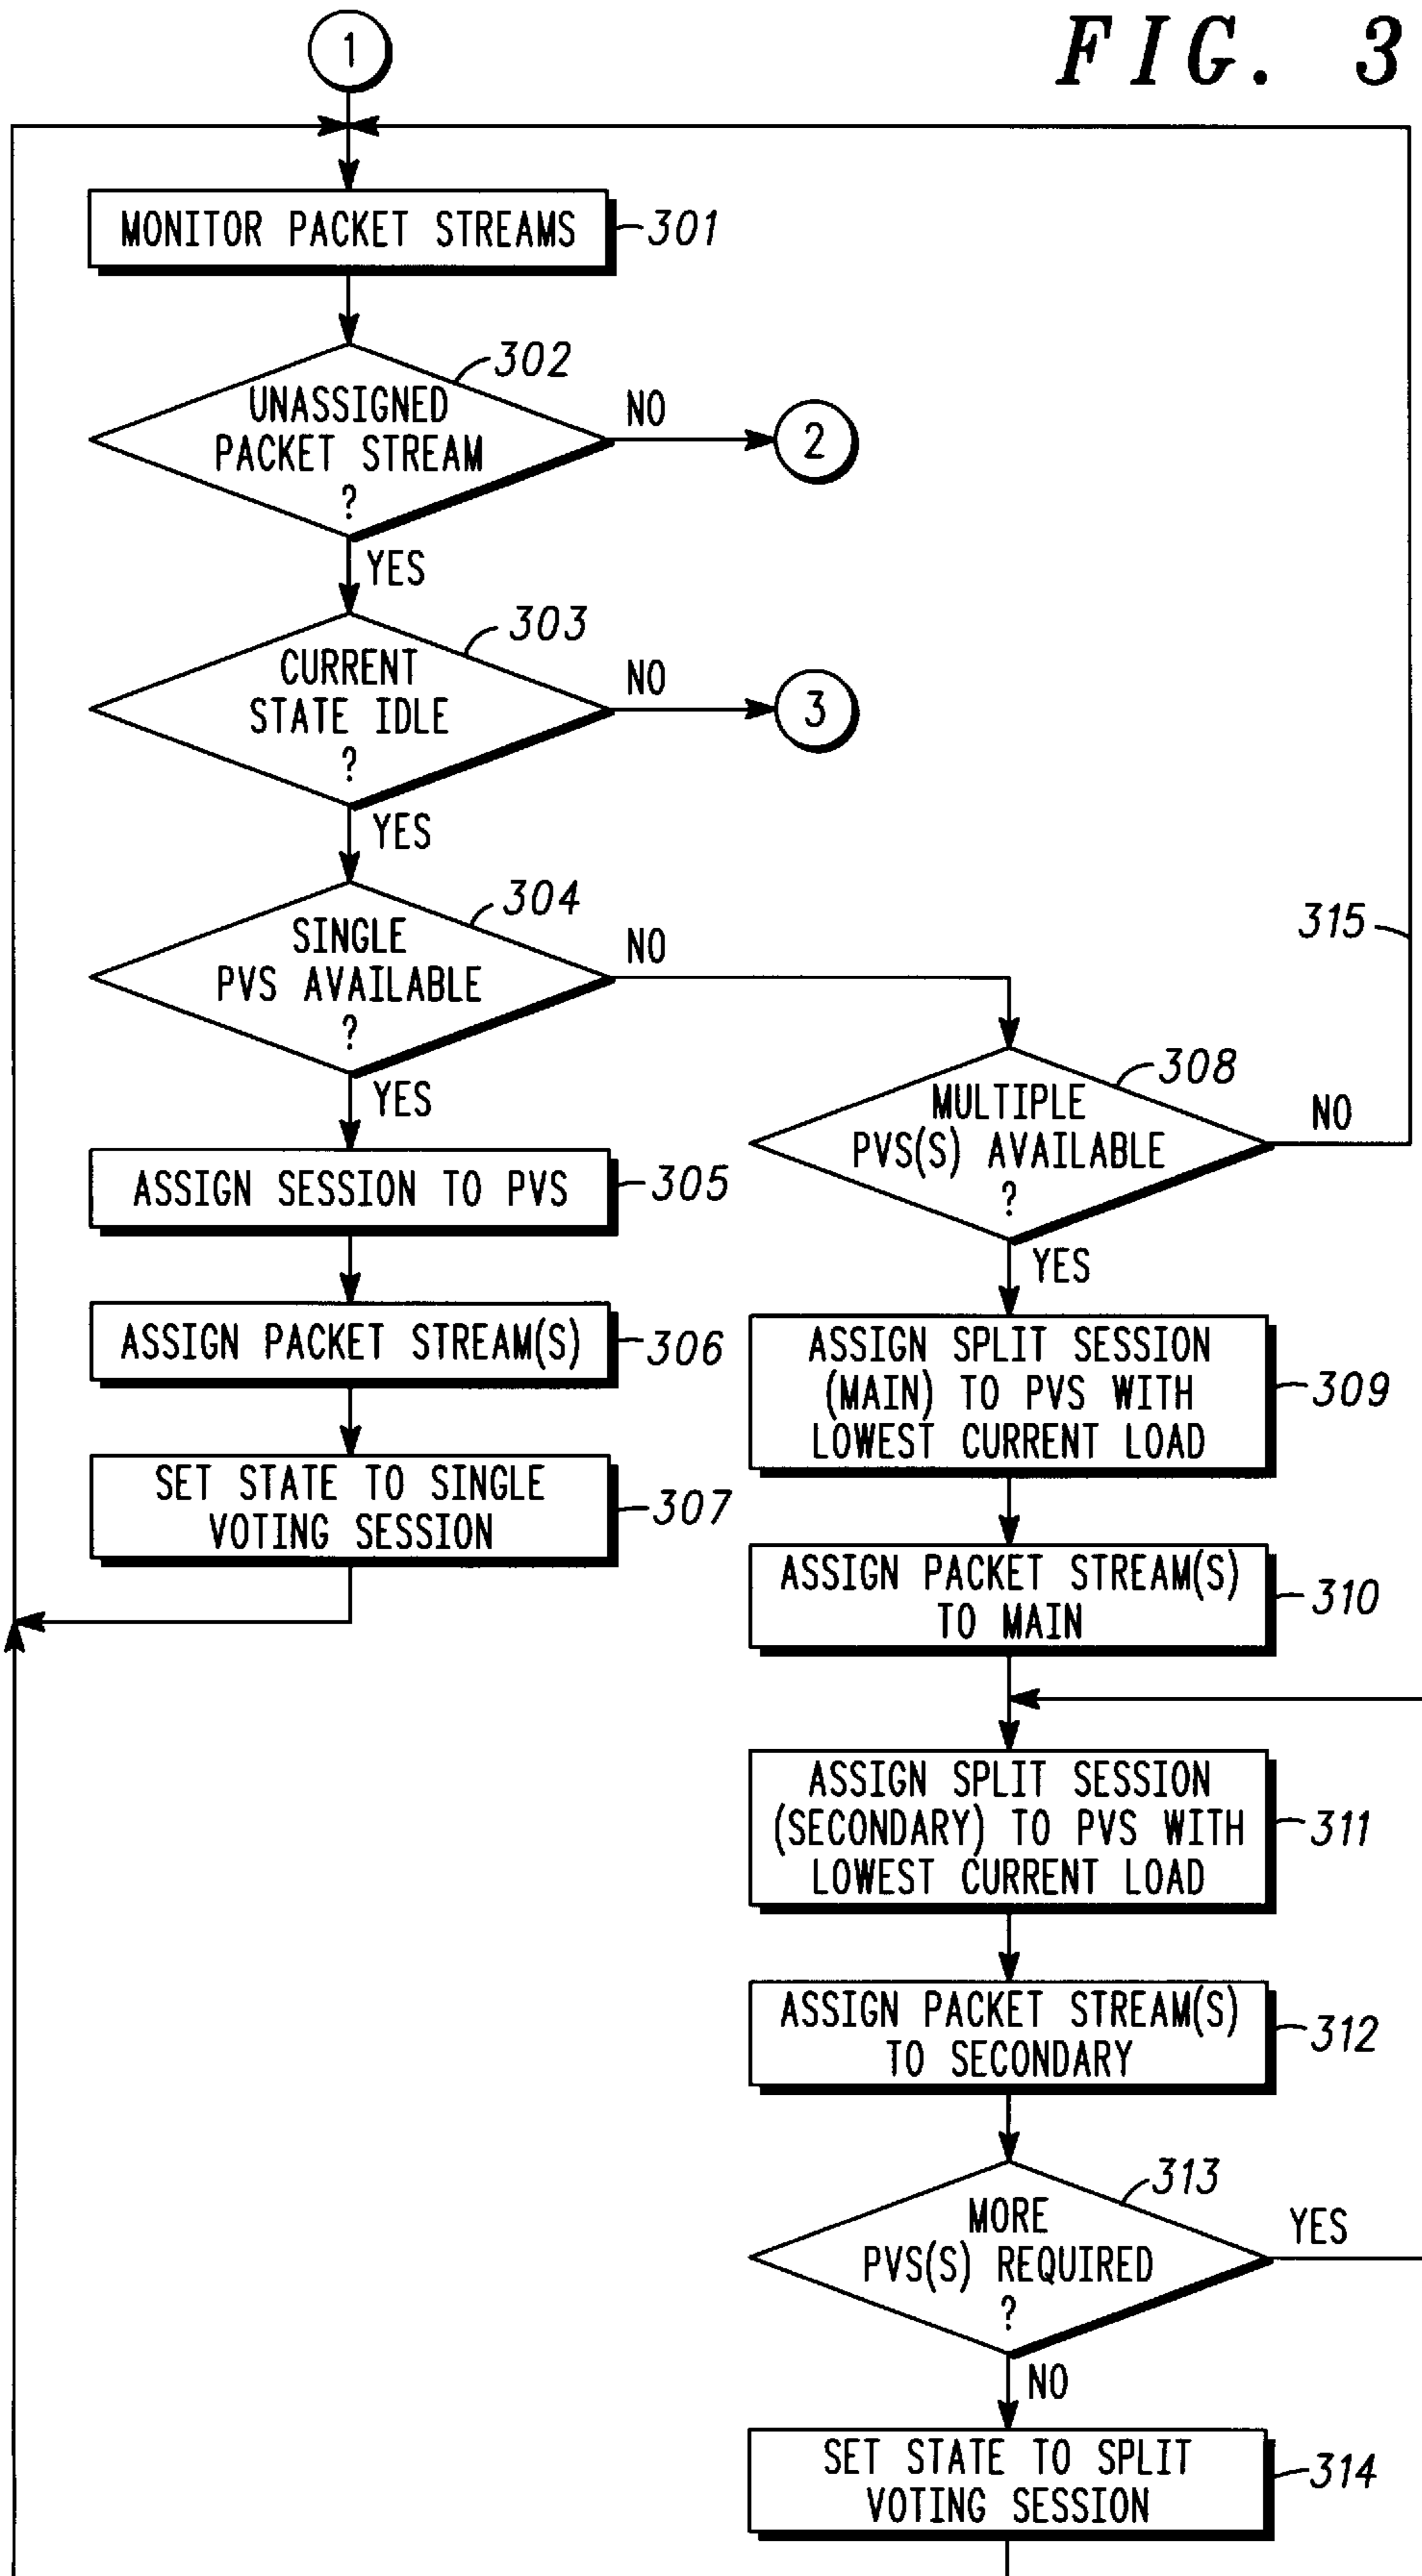 FIG. 3
1
MONITOR PACKET STREAMS
301
302
UNASSIGNED
PACKET STREAM
?
NO
2
YES
303
CURRENT
STATE IDLE
?
NO
3
YES
304
SINGLE
PVS AVAILABLE
?
NO
YES
315
308
MULTIPLE
PVS(S) AVAILABLE
?
NO
YES
ASSIGN SESSION TO PVS
305
ASSIGN PACKET STREAM(S)
306
SET STATE TO SINGLE
VOTING SESSION
307
ASSIGN SPLIT SESSION
(MAIN) TO PVS WITH
LOWEST CURRENT LOAD
309
ASSIGN PACKET STREAM(S)
TO MAIN
310
ASSIGN SPLIT SESSION
(SECONDARY) TO PVS WITH
LOWEST CURRENT LOAD
311
ASSIGN PACKET STREAM(S)
TO SECONDARY
312
313
MORE
PVS(S) REQUIRED
?
YES
NO
SET STATE TO SPLIT
VOTING SESSION
314